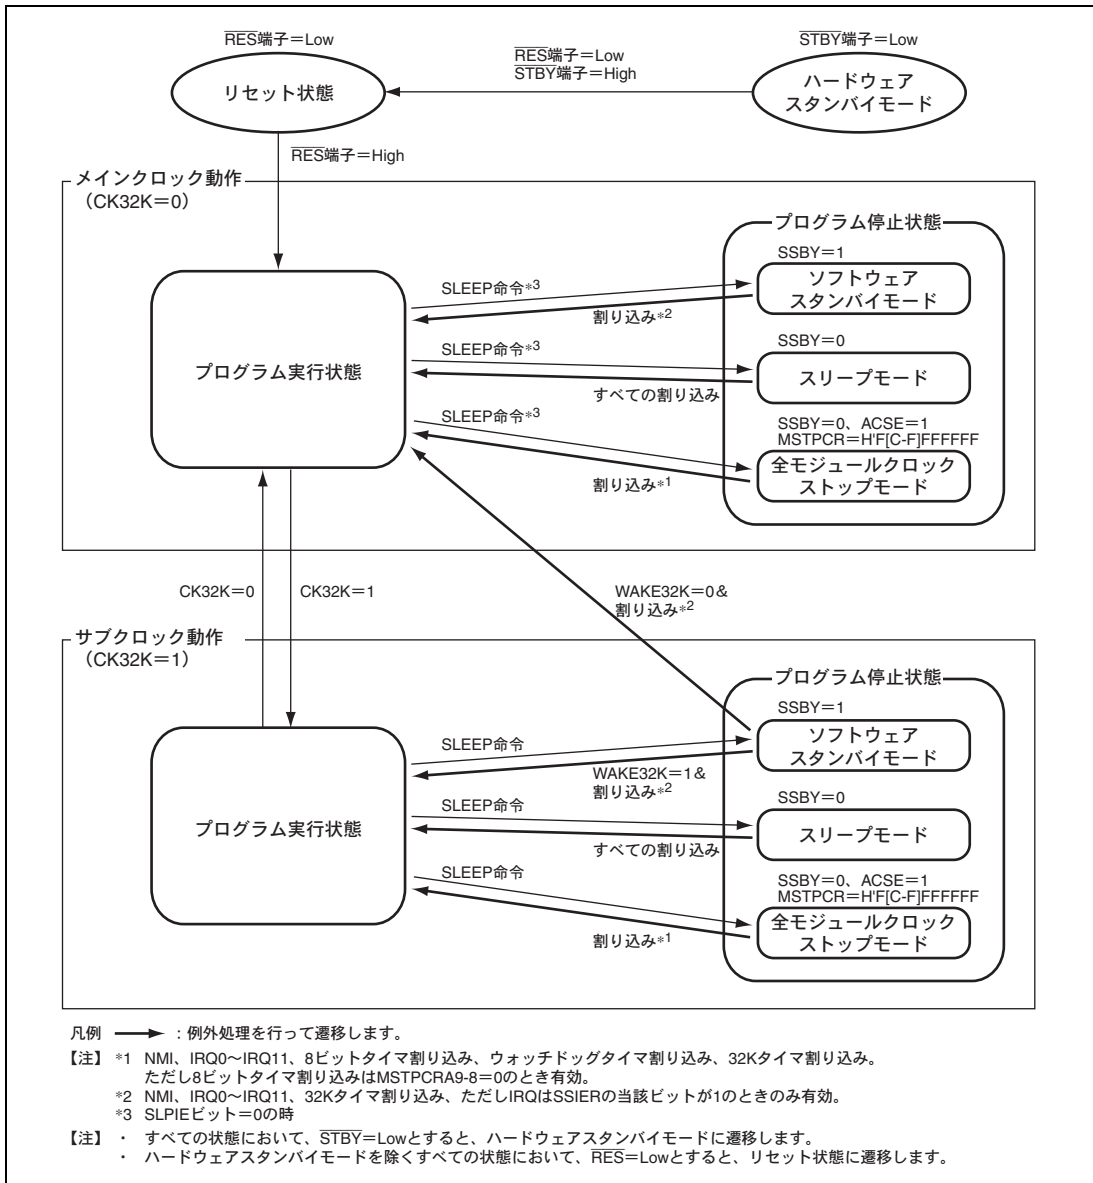 RES端子＝Low
STBY端子＝Low
RES端子＝Low
STBY端子＝High
リセット状態
ハードウェア
スタンバイモード
RES端子＝High
メインクロック動作
（CK32K＝0）
プログラム停止状態
SSBY＝1
SLEEP命令*3
ソフトウェア
スタンバイモード
割り込み*2
SLEEP命令*3
SSBY＝0
プログラム実行状態
スリープモード
すべての割り込み
SLEEP命令*3
SSBY＝0、ACSE＝1
MSTPCR＝H'F[C-F]FFFFFF
全モジュールクロック
ストップモード
割り込み*1
CK32K＝0
CK32K＝1
WAKE32K＝0＆
割り込み*2
サブクロック動作
（CK32K＝1）
プログラム停止状態
SSBY＝1
SLEEP命令
ソフトウェア
スタンバイモード
WAKE32K＝1＆
割り込み*2
SLEEP命令
SSBY＝0
プログラム実行状態
スリープモード
すべての割り込み
SLEEP命令
SSBY＝0、ACSE＝1
MSTPCR＝H'F[C-F]FFFFFF
全モジュールクロック
ストップモード
割り込み*1
凡例 ：例外処理を行って遷移します。
【注】 *1 NMI、IRQ0～IRQ11、8ビットタイマ割り込み、ウォッチドッグタイマ割り込み、32Kタイマ割り込み。
ただし8ビットタイマ割り込みはMSTPCRA9-8＝0のとき有効。
*2 NMI、IRQ0～IRQ11、32Kタイマ割り込み、ただしIRQはSSIERの当該ビットが1のときのみ有効。
*3 SLPIEビット＝0の時
【注】 ・ すべての状態において、STBY＝Lowとすると、ハードウェアスタンバイモードに遷移します。
・ ハードウェアスタンバイモードを除くすべての状態において、RES＝Lowとすると、リセット状態に遷移します。